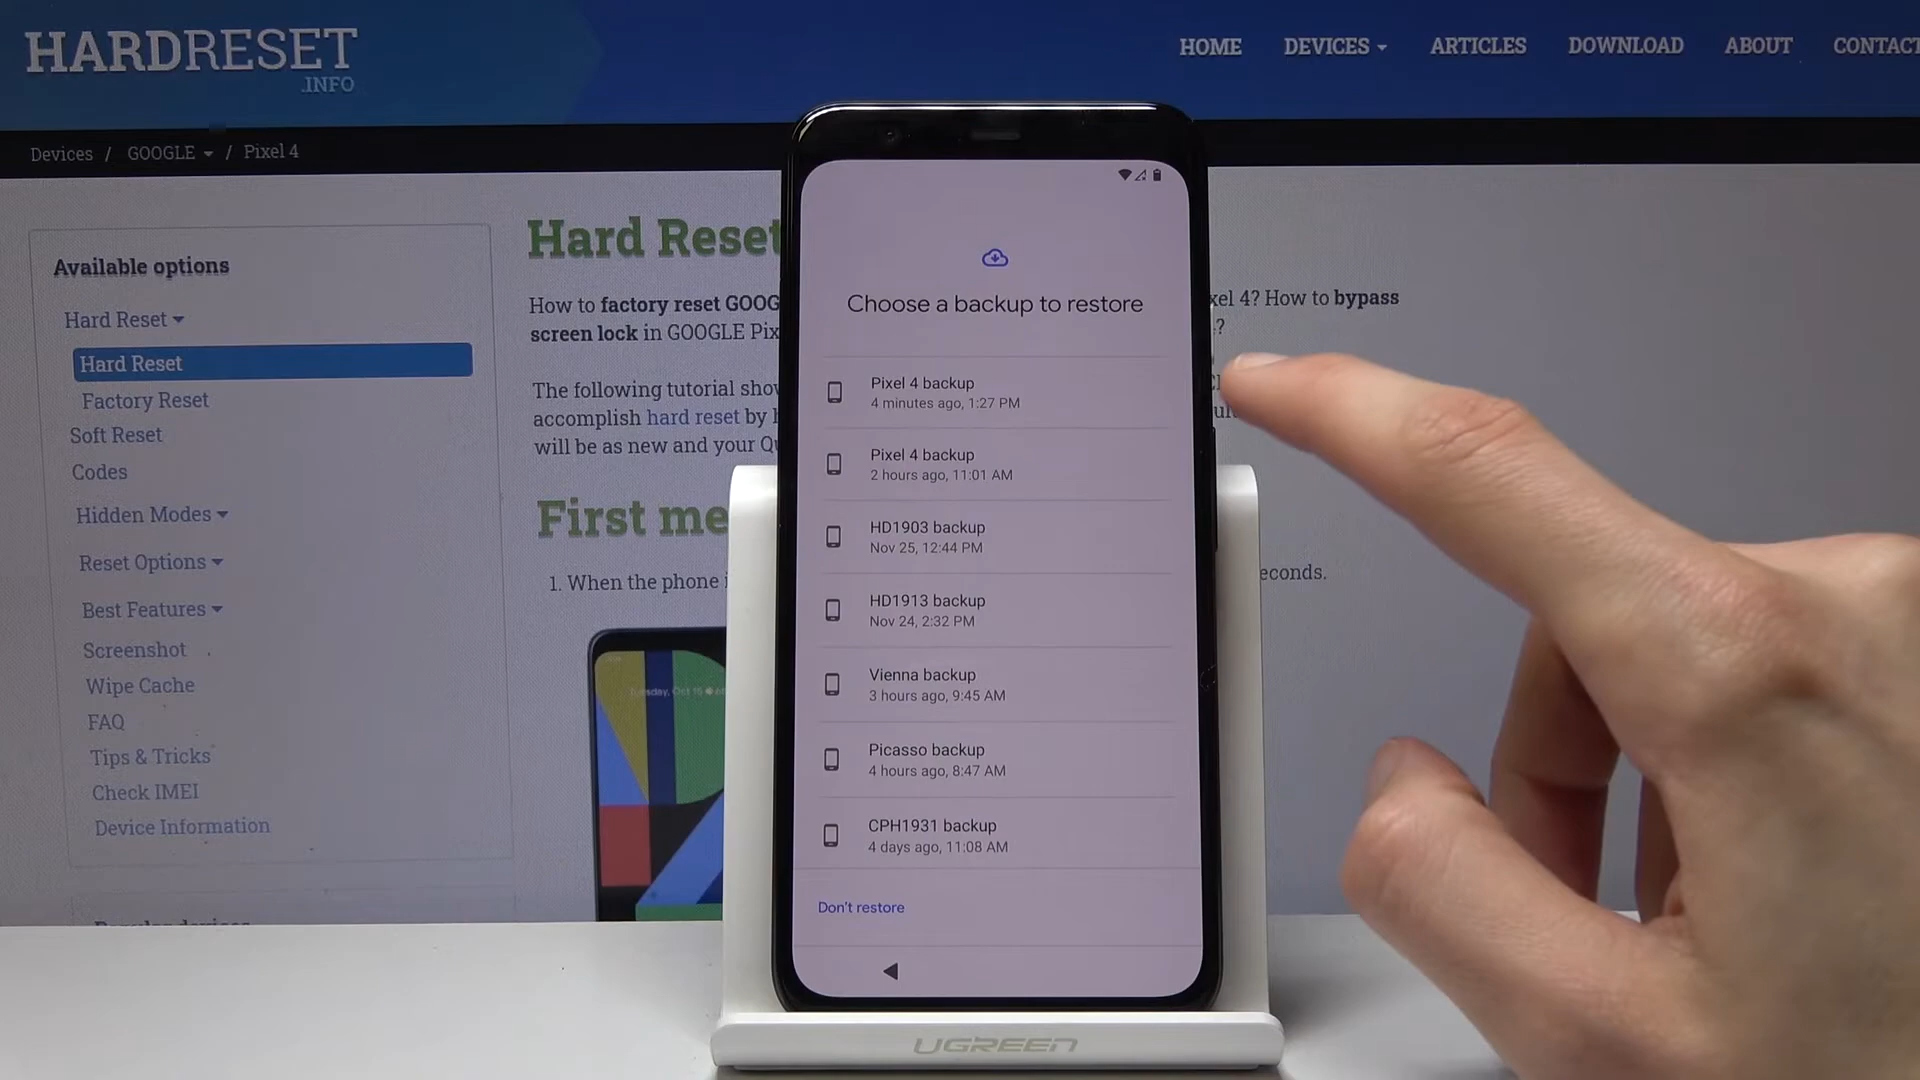 HARDRESET
.INFO
HOME
DEVICES
ARTICLES
DOWNLOAD
ABOUT
CONTACT
Devices / GOOGLE / Pixel 4
Available options
Hard Reset
Hard Reset
Factory Reset
Soft Reset
Codes
Hidden Modes
Reset Options
Best Features
Screenshot
Wipe Cache
FAQ
Tips & Tricks
Check IMEI
Device Information
Hard Reset
How to factory reset GOOG
xel 4? How to bypass
screen lock in GOOGLE Pix
?
The following tutorial sho
accomplish hard reset by
will be as new and your
First me
1. When the phone
econds.
Tuesday, Oct 15
Choose a backup to restore
Pixel 4 backup
4 minutes ago, 1:27 PM
Pixel 4 backup
2 hours ago, 11:01 AM
HD1903 backup
Nov 25, 12:44 PM
HD1913 backup
Nov 24, 2:32 PM
Vienna backup
3 hours ago, 9:45 AM
Picasso backup
4 hours ago, 8:47 AM
CPH1931 backup
4 days ago, 11:08 AM
Don't restore
UGREEN